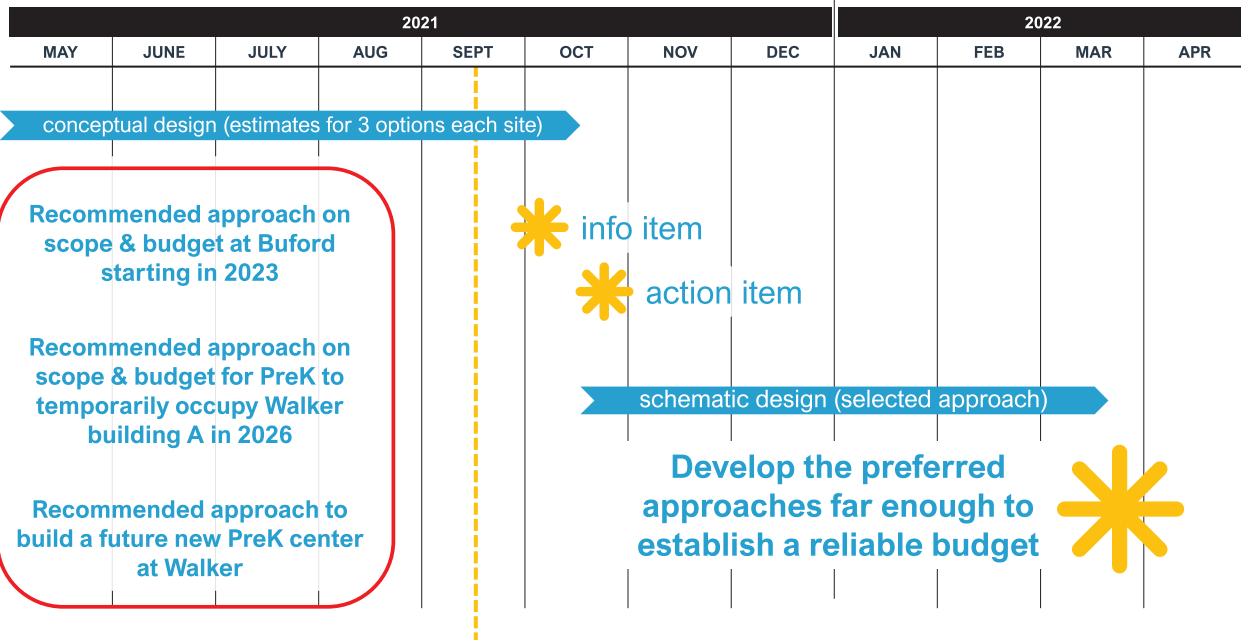 2021
2022
MAY
JUNE
JULY
AUG
SEPT
OCT
NOV
DEC
JAN
FEB
MAR
APR
conceptual design (estimates for 3 options each site)
Recommended approach on
scope & budget at Buford
starting in 2023
info item
action item
Recommended approach on
scope & budget for PreK to
temporarily occupy Walker
building A in 2026
schematic design (selected approach)
Develop the preferred
approaches far enough to
establish a reliable budget
Recommended approach to
build a future new PreK center
at Walker